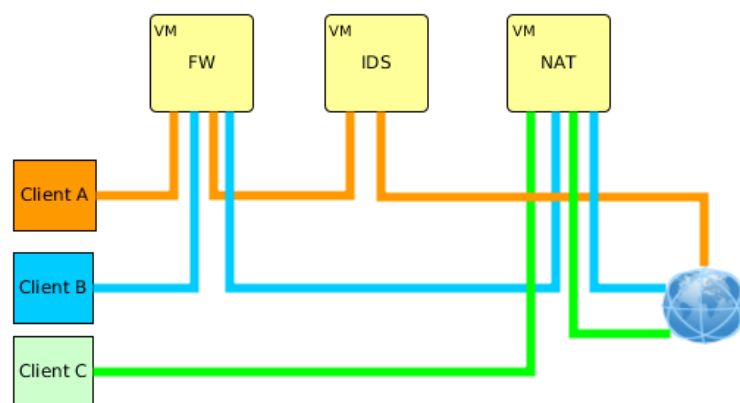 VM
FW
VM
IDS
VM
NAT
Client A
Client B
Client C